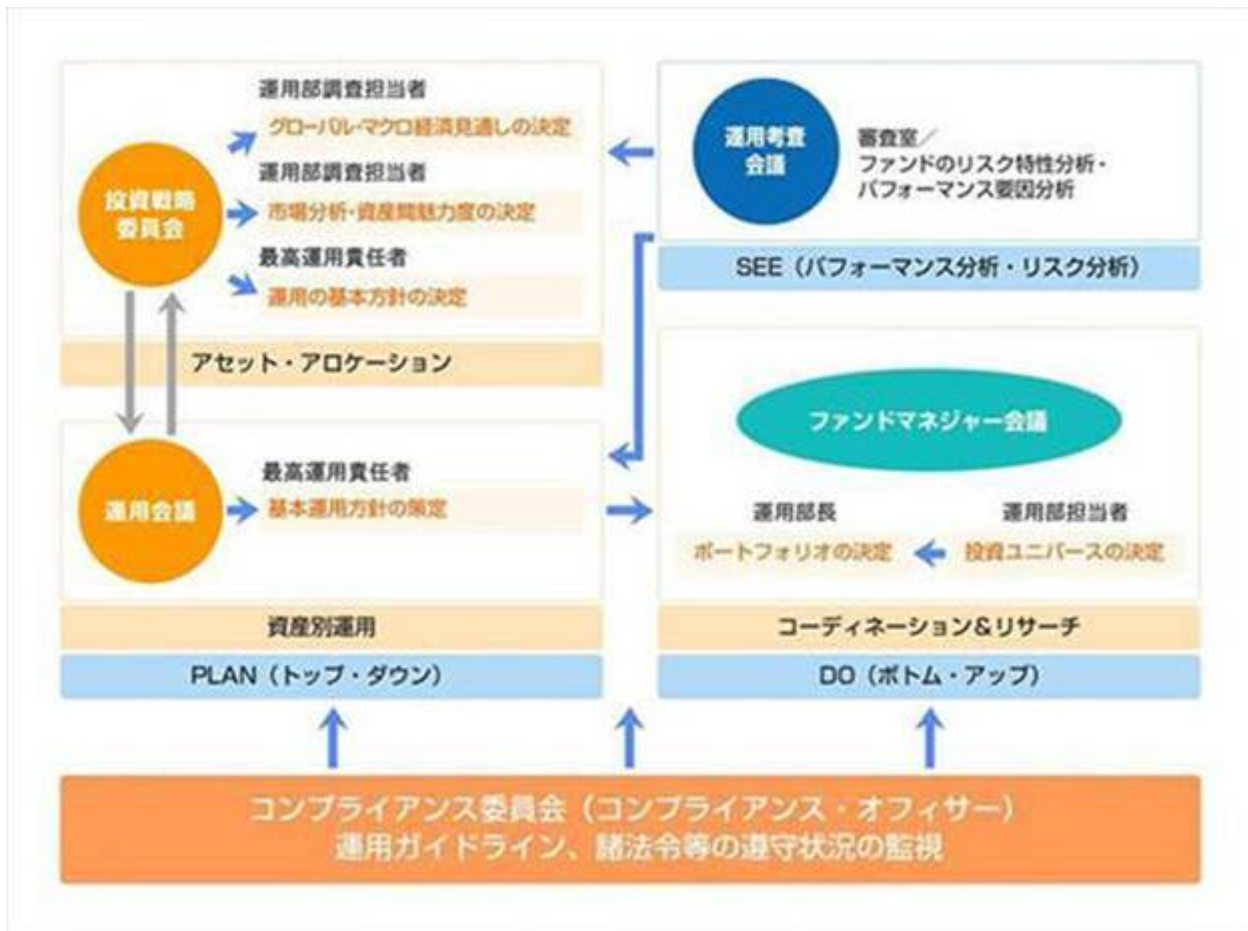 運用部調査担当者
グローバル・マクロ経済見通しの決定
投資戦略
委員会
運用部調査担当者
市場分析・資産間魅力度の決定
最高運用責任者
運用の基本方針の決定
アセット・アロケーション
運用考査
会議
審査室／
ファンドのリスク特性分析・
パフォーマンス要因分析
SEE（パフォーマンス分析・リスク分析）
運用会議
最高運用責任者
基本運用方針の策定
資産別運用
PLAN（トップ・ダウン）
ファンドマネジャー会議
運用部長
ポートフォリオの決定
運用部担当者
投資ユニバースの決定
コーディネーション＆リサーチ
DO（ボトム・アップ）
コンプライアンス委員会（コンプライアンス・オフィサー）
運用ガイドライン、諸法令等の遵守状況の監視